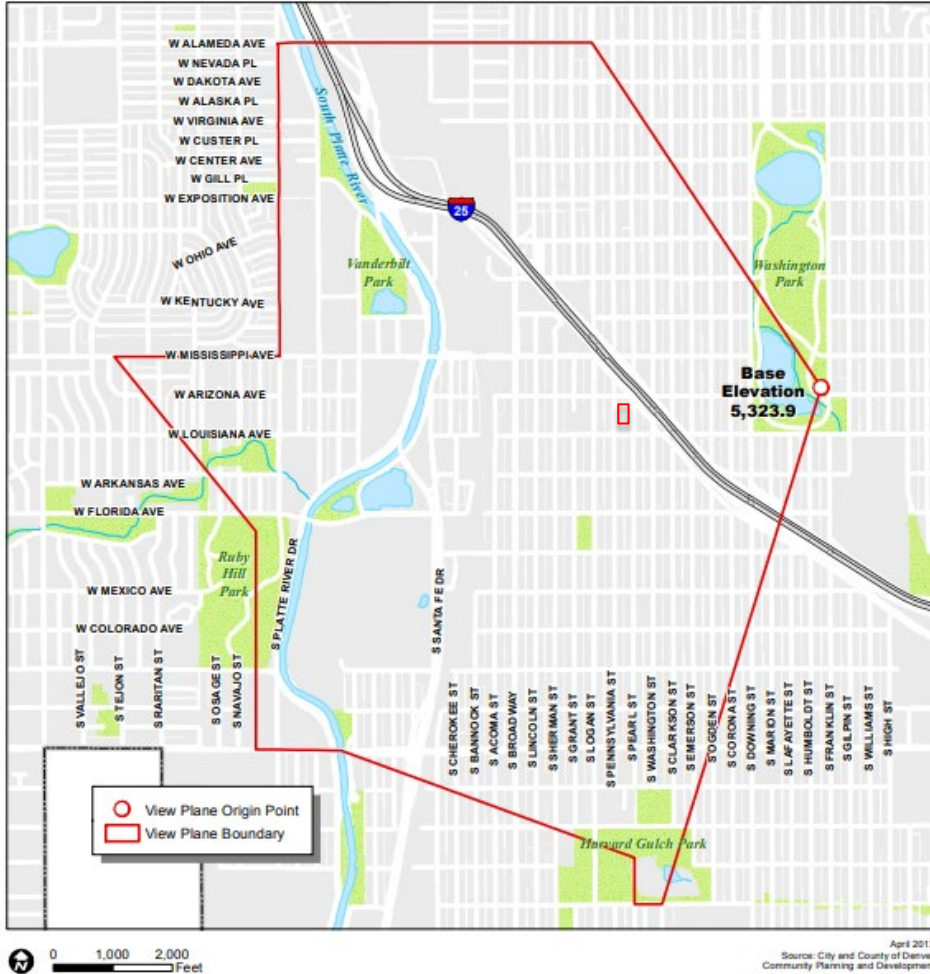 W ALAMEDA AVE
W NEVADA PL
W DAKOTA AVE
W ALASKA PL
W VIRGINIA AVE
W CUSTER PL
W CENTER AVE
W GILL PL
W EXPOSITION AVE
South Platte River
25
W OHIO AVE
Vanderbilt
Park
Washington
Park
W KENTUCKY AVE
W MISSISSIPPI AVE
Base
Elevation
5,323.9
W ARIZONA AVE
W LOUISIANA AVE
W ARKANSAS AVE
W FLORIDA AVE
Ruby
Hill
Park
W MEXICO AVE
W COLORADO AVE
S PLATTE RIVER DR
S SANTA FE DR
S VALLEJO ST
S TEJON ST
S RARITAN ST
S OSAGE ST
S NAVAJO ST
S CHEROKEE ST
S BANNOCK ST
S ACOMA ST
S BROADWAY
S LINCOLN ST
S SHERMAN ST
S GRANT ST
S LOGAN ST
S PENNSYLVANIA ST
S PEARL ST
S WASHINGTON ST
S CLARKSON ST
S EMERSON ST
S OGDEN ST
S CORONA ST
S DOWNING ST
S MARION ST
S LAFAYETTE ST
S HUMBOLDT ST
S FRANKLIN ST
S GILPIN ST
S WILLIAMS ST
S HIGH ST
View Plane Origin Point
View Plane Boundary
Harvard Gulch Park
N
0 1,000 2,000
Feet
April 201
Source: City and County of Denve
Community Planning and Developmen